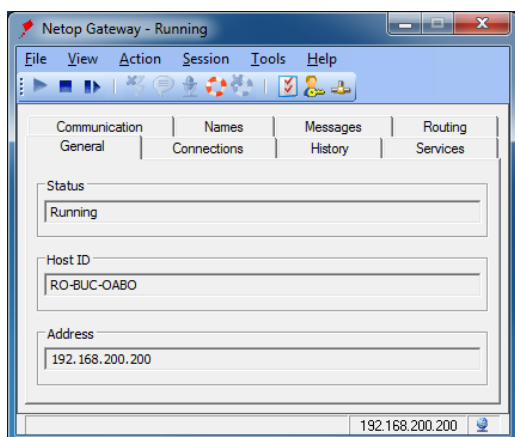 Netop Gateway - Running
File View Action Session Tools Help
Communication Names Messages Routing
General Connections History Services
Status
Running
Host ID
RO-BUC-OABO
Address
192.168.200.200
192.168.200.200